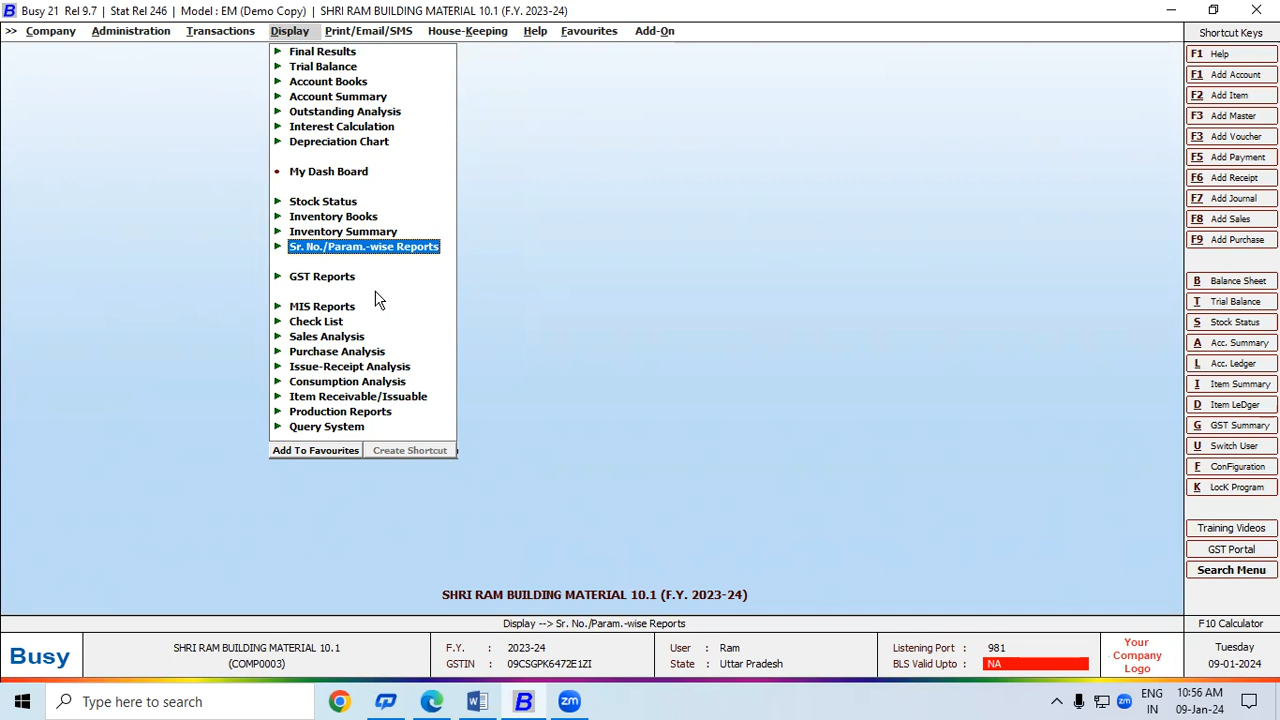 Busy 21 Rel 9.7 | Stat Rel 246 | Model : EM (Demo Copy) | SHRI RAM BUILDING MATERIAL 10.1 (F.Y. 2023-24)
>> Company Administration Transactions Display Print/Email/SMS House-Keeping Help Favourites Add-On
Final Results
Trial Balance
Account Books
Account Summary
Outstanding Analysis
Interest Calculation
Depreciation Chart
My Dash Board
Stock Status
Inventory Books
Inventory Summary
Sr. No./Param.-wise Reports
GST Reports
MIS Reports
Check List
Sales Analysis
Purchase Analysis
Issue-Receipt Analysis
Consumption Analysis
Item Receivable/Issuable
Production Reports
Query System
Add To Favourites Create Shortcut
Shortcut Keys
F1 Help
F1 Add Account
F2 Add Item
F3 Add Master
F3 Add Voucher
F5 Add Payment
F6 Add Receipt
F7 Add Journal
F8 Add Sales
F9 Add Purchase
B Balance Sheet
T Trial Balance
S Stock Status
A Acc. Summary
L Acc. Ledger
I Item Summary
D Item LeDger
G GST Summary
U Switch User
F ConFiguration
K LocK Program
Training Videos
GST Portal
Search Menu
SHRI RAM BUILDING MATERIAL 10.1 (F.Y. 2023-24)
Display --> Sr. No./Param.-wise Reports
F10 Calculator
Busy
SHRI RAM BUILDING MATERIAL 10.1
(COMP0003)
F.Y. : 2023-24
GSTIN : 09CSGPK6472E1ZI
User : Ram
State : Uttar Pradesh
Listening Port : 981
BLS Valid Upto : NA
Your
Company
Logo
Tuesday
09-01-2024
Type here to search
ENG
IN
10:56 AM
09-Jan-24